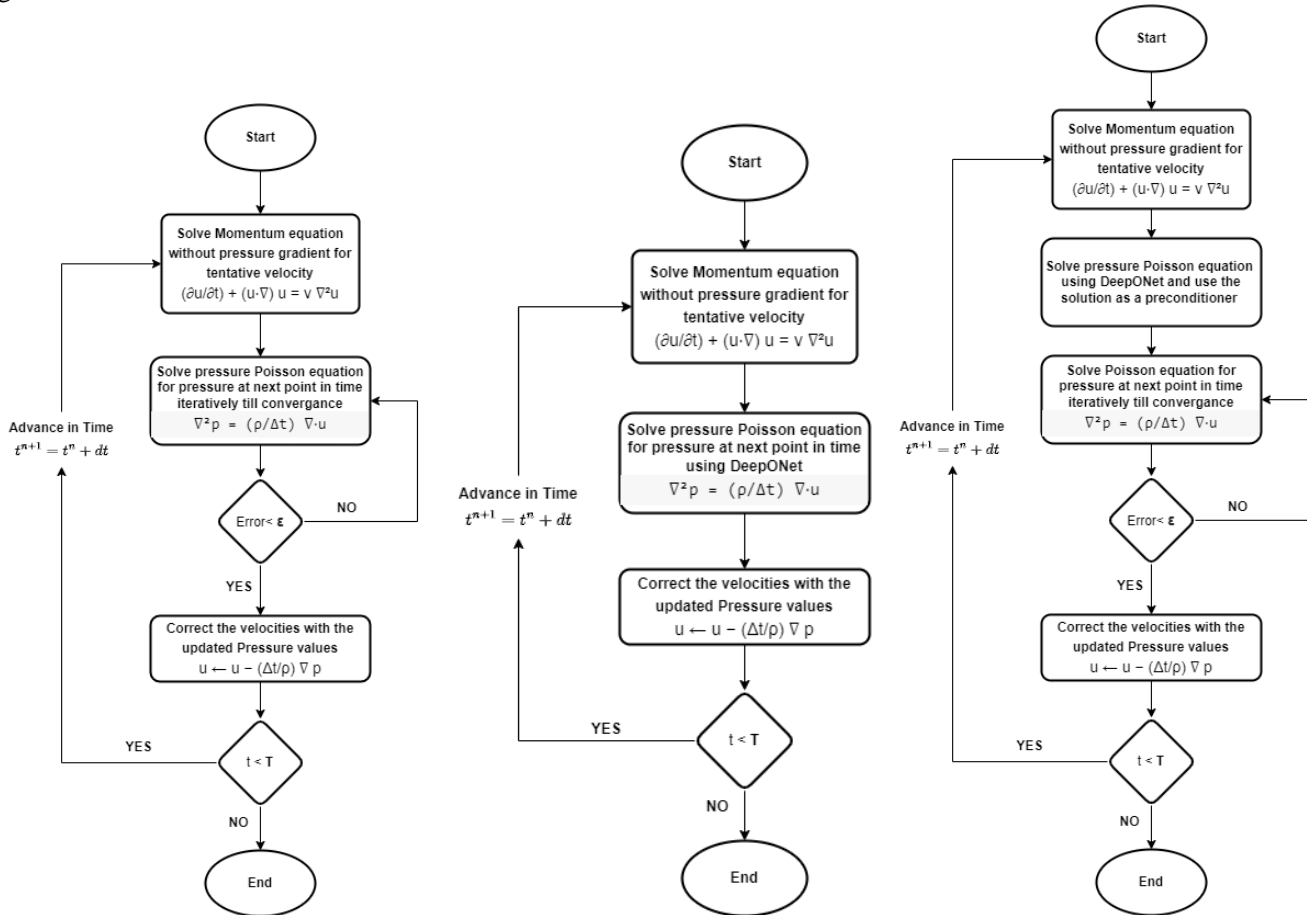 Start
Solve Momentum equation
without pressure gradient for
tentative velocity
(∂u/∂t) + (u·∇) u = ν ∇²u
Solve pressure Poisson equation
for pressure at next point in time
iteratively till convergance
∇²p = (ρ/Δt) ∇·u
Advance in Time
tⁿ⁺¹ = tⁿ + dt
Error< ε
NO
YES
Correct the velocities with the
updated Pressure values
u ← u − (Δt/ρ) ∇ p
YES
t < T
NO
End
Start
Solve Momentum equation
without pressure gradient for
tentative velocity
(∂u/∂t) + (u·∇) u = ν ∇²u
Solve pressure Poisson equation
for pressure at next point in time
using DeepONet
∇²p = (ρ/Δt) ∇·u
Advance in Time
tⁿ⁺¹ = tⁿ + dt
Correct the velocities with the
updated Pressure values
u ← u − (Δt/ρ) ∇ p
YES
t < T
NO
End
Start
Solve Momentum equation
without pressure gradient for
tentative velocity
(∂u/∂t) + (u·∇) u = ν ∇²u
Solve pressure Poisson equation
using DeepONet and use the
solution as a preconditioner
Solve Poisson equation for
pressure at next point in time
iteratively till convergance
∇²p = (ρ/Δt) ∇·u
Advance in Time
tⁿ⁺¹ = tⁿ + dt
Error< ε
NO
YES
Correct the velocities with the
updated Pressure values
u ← u − (Δt/ρ) ∇ p
YES
t < T
NO
End